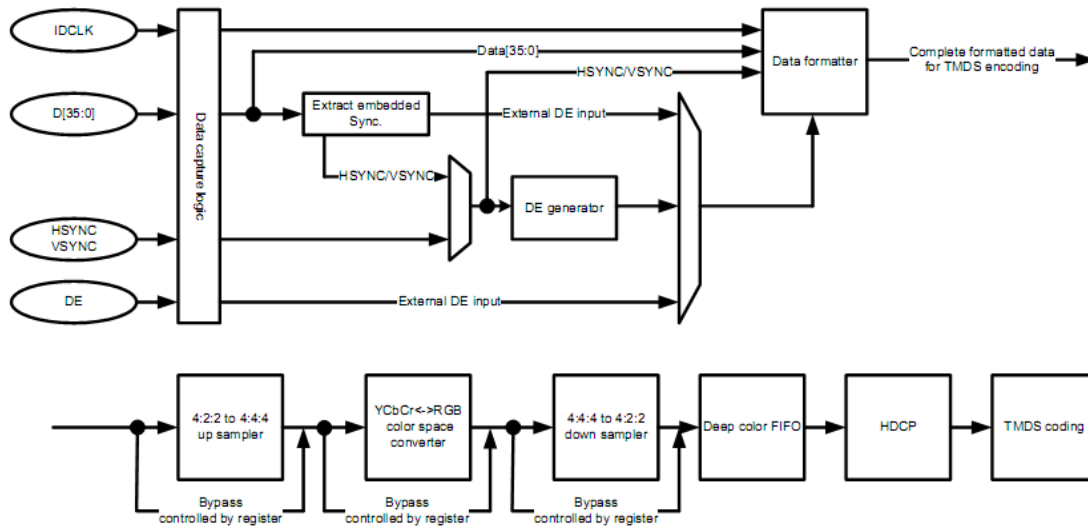 IDCLK
Data[35:0]
HSYNC/VSYNC
Data formatter
Complete formatted data
for TMDS encoding
D[35:0]
Data capture logic
Extract embedded
Sync.
External DE input
HSYNC/VSYNC
DE generator
HSYNC
VSYNC
DE
External DE input
4:2:2 to 4:4:4
up sampler
YCbCr<->RGB
color space
converter
4:4:4 to 4:2:2
down sampler
Deep color FIFO
HDCP
TMDS coding
Bypass
controlled by register
Bypass
controlled by register
Bypass
controlled by register